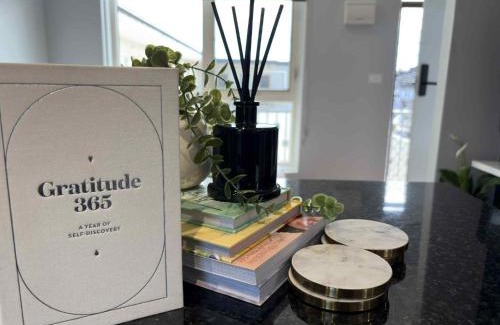 Gratitude
365
A YEAR OF
SELF-DISCOVERY